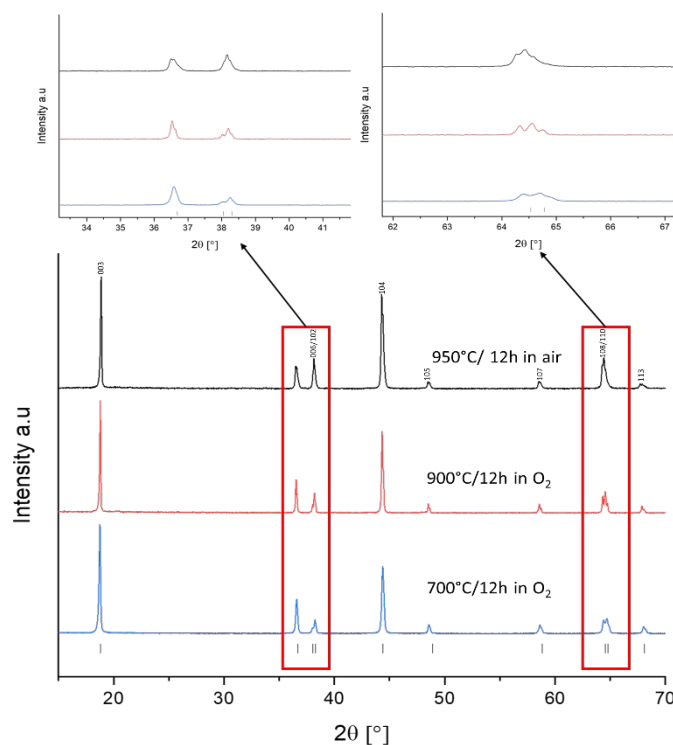 Intensity a.u
34 35 36 37 38 39 40 41
2θ [°]
Intensity a.u
62 63 64 65 66 67
2θ [°]
Intensity a.u
003
006/102
104
105
107
108/110
113
950°C/ 12h in air
900°C/12h in O₂
700°C/12h in O₂
20 30 40 50 60 70
2θ [°]